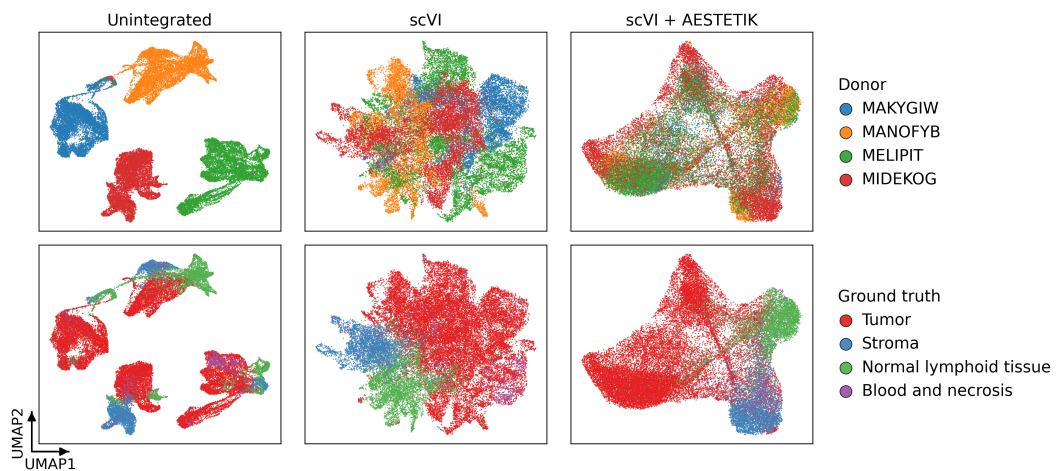 Unintegrated
scVI
scVI + AESTETIK
Donor
MAKYGIW
MANOFYB
MELIPIT
MIDEKOG
Ground truth
Tumor
Stroma
Normal lymphoid tissue
Blood and necrosis
UMAP2
UMAP1